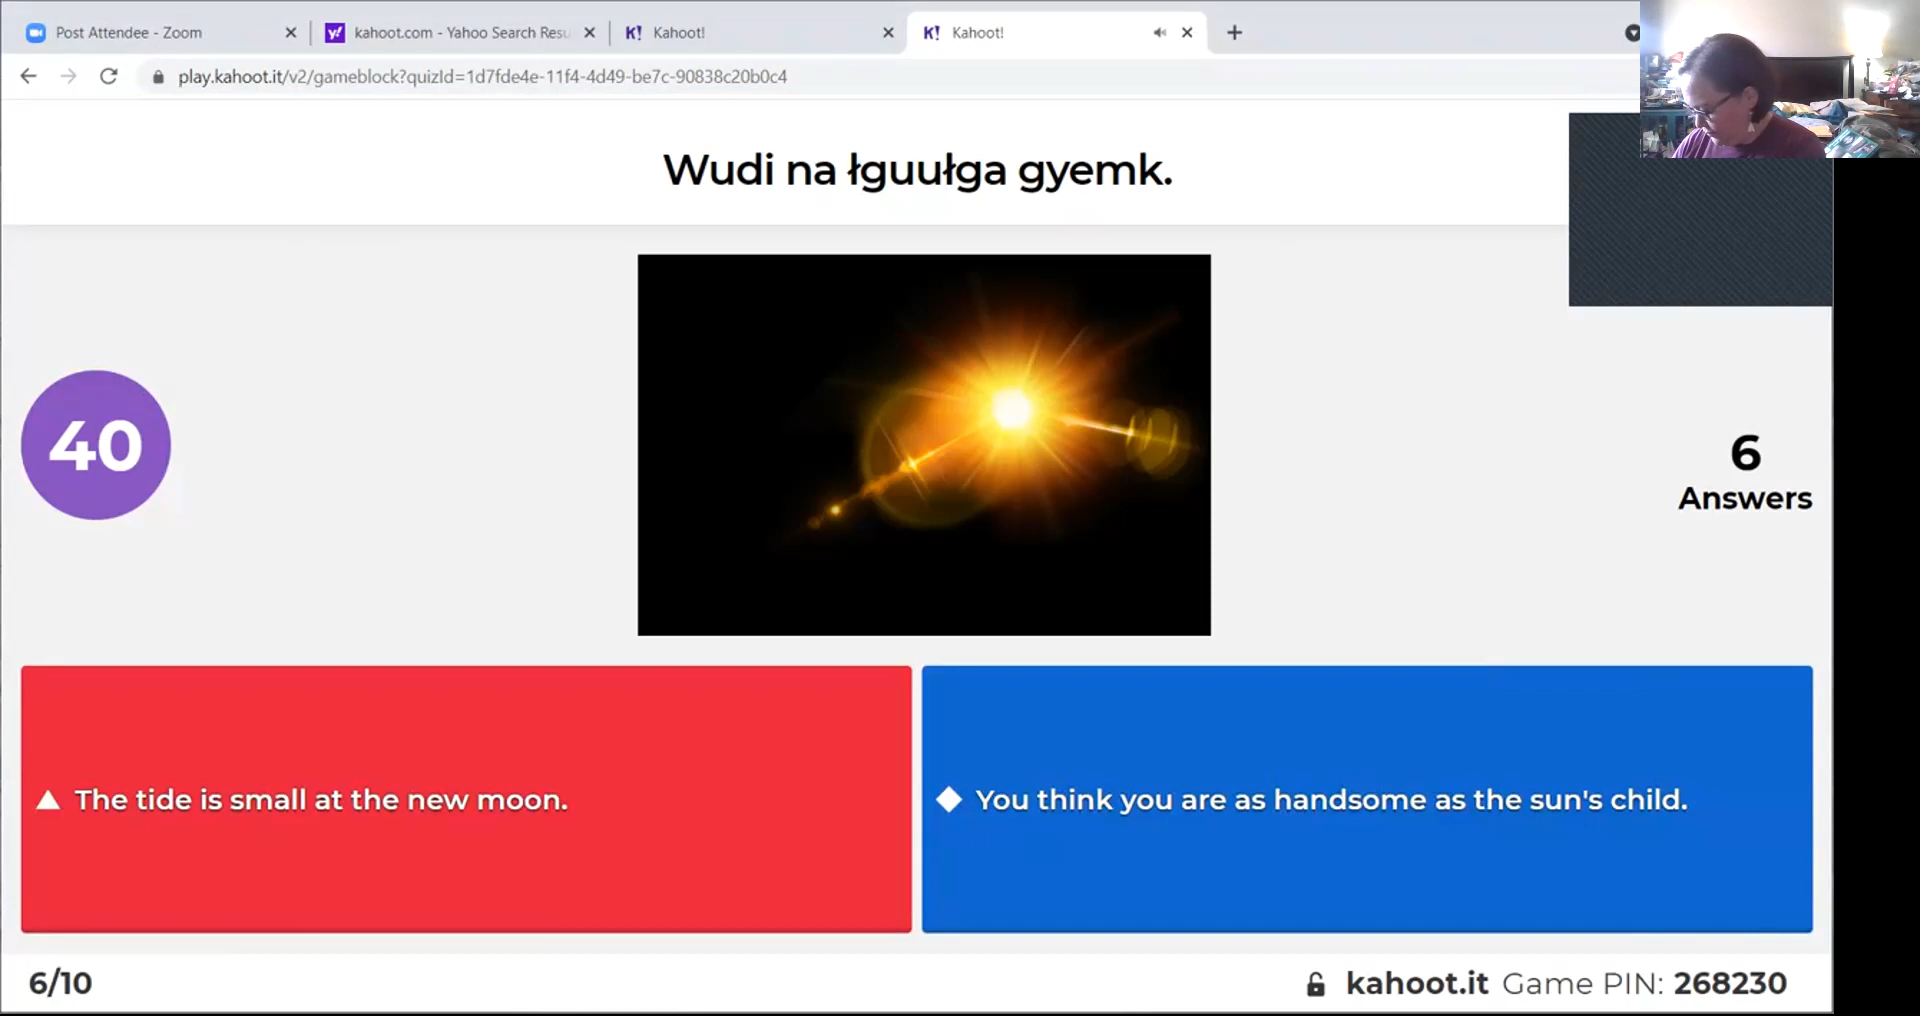 Post Attendee - Zoom
kahoot.com - Yahoo Search Resu
Kahoot!
Kahoot!
play.kahoot.it/v2/gameblock?quizId=1d7fde4e-11f4-4d49-be7c-90838c20b0c4
Wudi na łguułga gyemk.
40
6
Answers
The tide is small at the new moon.
You think you are as handsome as the sun's child.
6/10
kahoot.it Game PIN: 268230